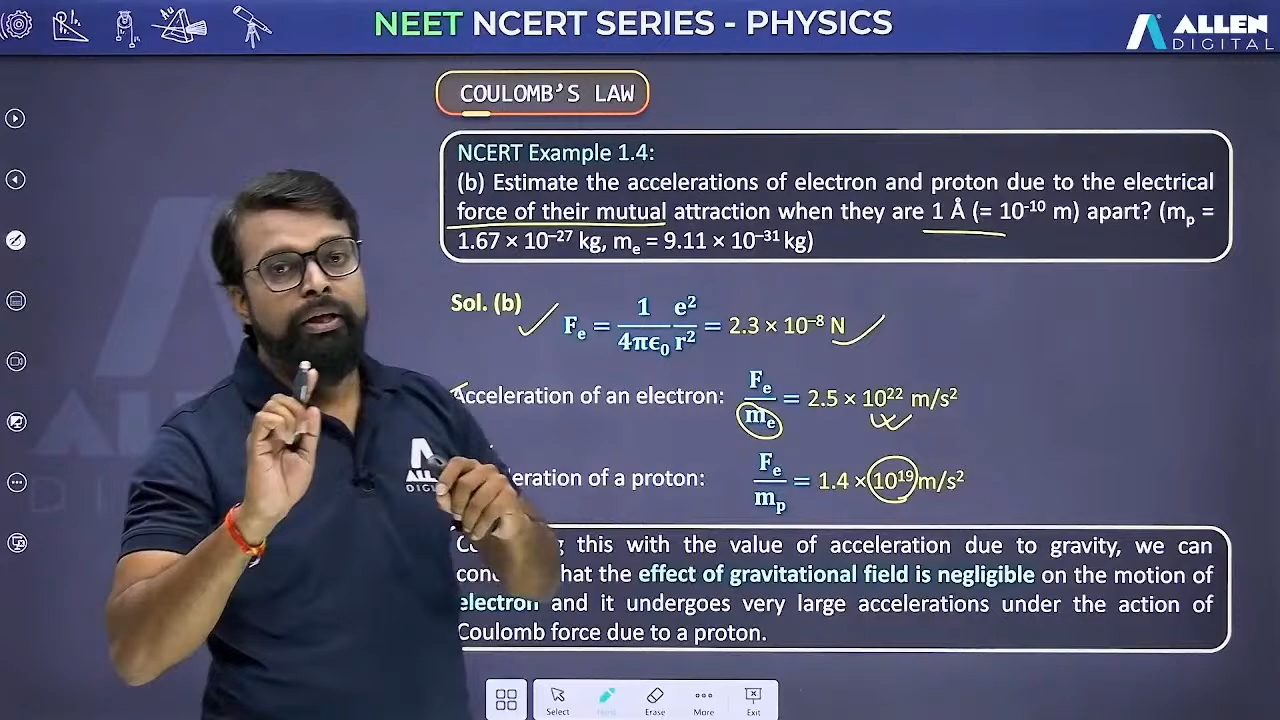 NEET NCERT SERIES - PHYSICS
ALLEN
DIGITAL
COULOMB'S LAW
NCERT Example 1.4:
(b) Estimate the accelerations of electron and proton due to the electrical
force of their mutual attraction when they are 1 Å (= 10⁻¹⁰ m) apart? (mₚ =
1.67 × 10⁻²⁷ kg, mₑ = 9.11 × 10⁻³¹ kg)
Sol. (b)
Fₑ = 1/4πϵ₀ e²/r² = 2.3 × 10⁻⁸ N
Acceleration of an electron: Fₑ/mₑ = 2.5 × 10²² m/s²
eration of a proton: Fₑ/mₚ = 1.4 × 10¹⁹ m/s²
this with the value of acceleration due to gravity, we can
that the effect of gravitational field is negligible on the motion of
electron and it undergoes very large accelerations under the action of
Coulomb force due to a proton.
Select
Erase
More
Exit